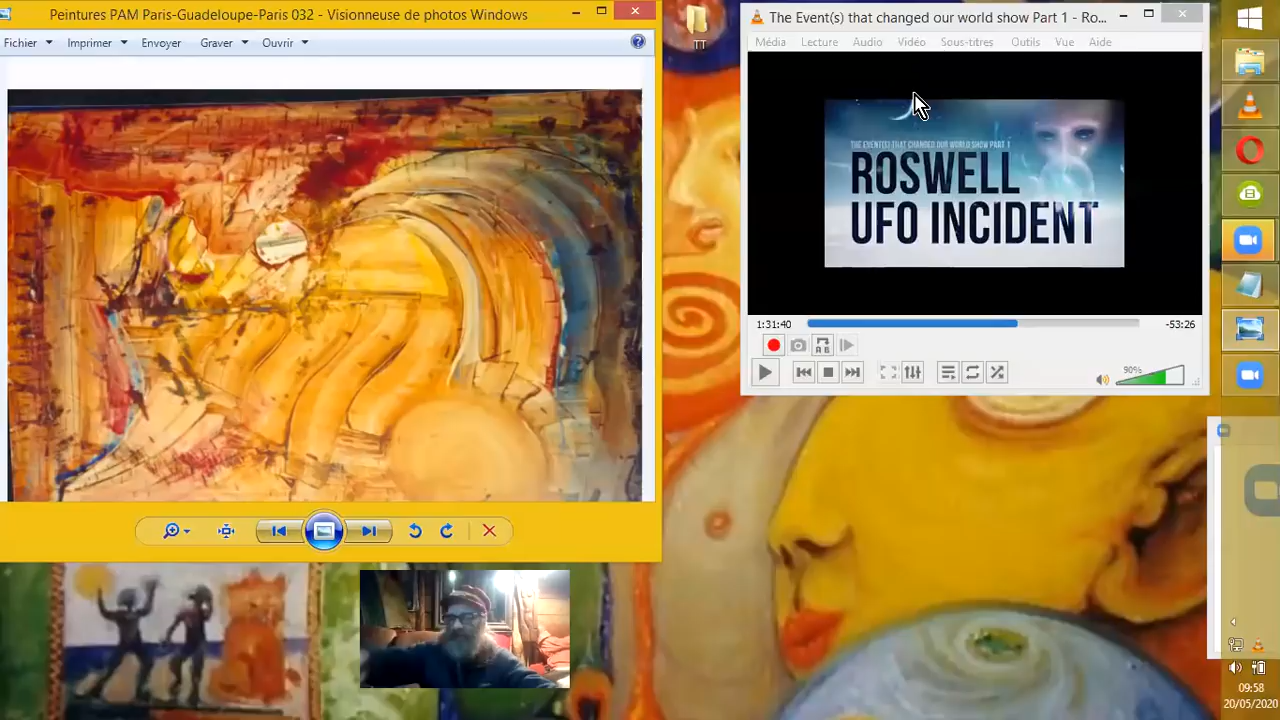 Peintures PAM Paris-Guadeloupe-Paris 032 - Visionneuse de photos Windows
Fichier Imprimer Envoyer Graver Ouvrir
TT
The Event(s) that changed our world show Part 1 - Ro...
Média Lecture Audio Vidéo Sous-titres Outils Vue Aide
THE EVENT(S) THAT CHANGED OUR WORLD SHOW PART 1
ROSWELL
UFO INCIDENT
1:31:40
-53:26
90%
09:58
20/05/2020